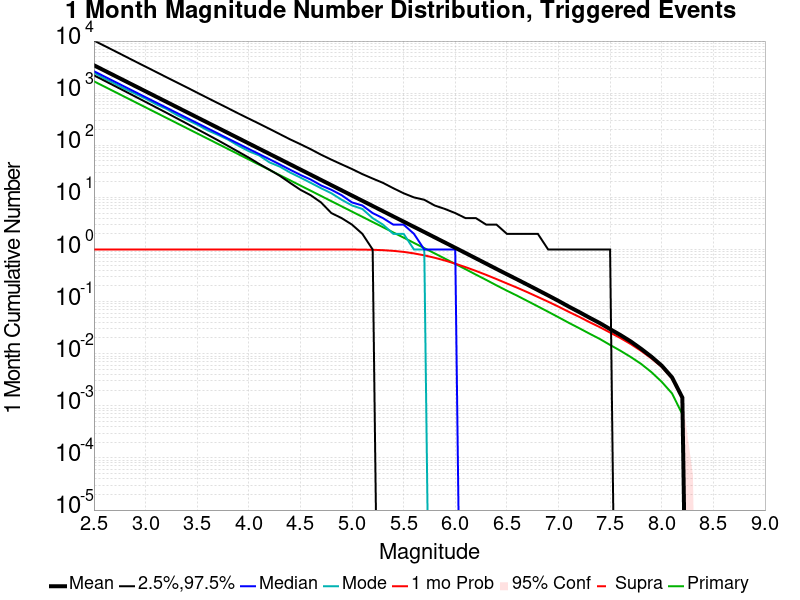 1 Month Magnitude Number Distribution, Triggered Events
10^4
10^3
10^2
10^1
10^0
10^-1
10^-2
10^-3
10^-4
10^-5
1 Month Cumulative Number
2.5 3.0 3.5 4.0 4.5 5.0 5.5 6.0 6.5 7.0 7.5 8.0 8.5 9.0
Magnitude
Mean 2.5%,97.5% Median Mode 1 mo Prob 95% Conf Supra Primary